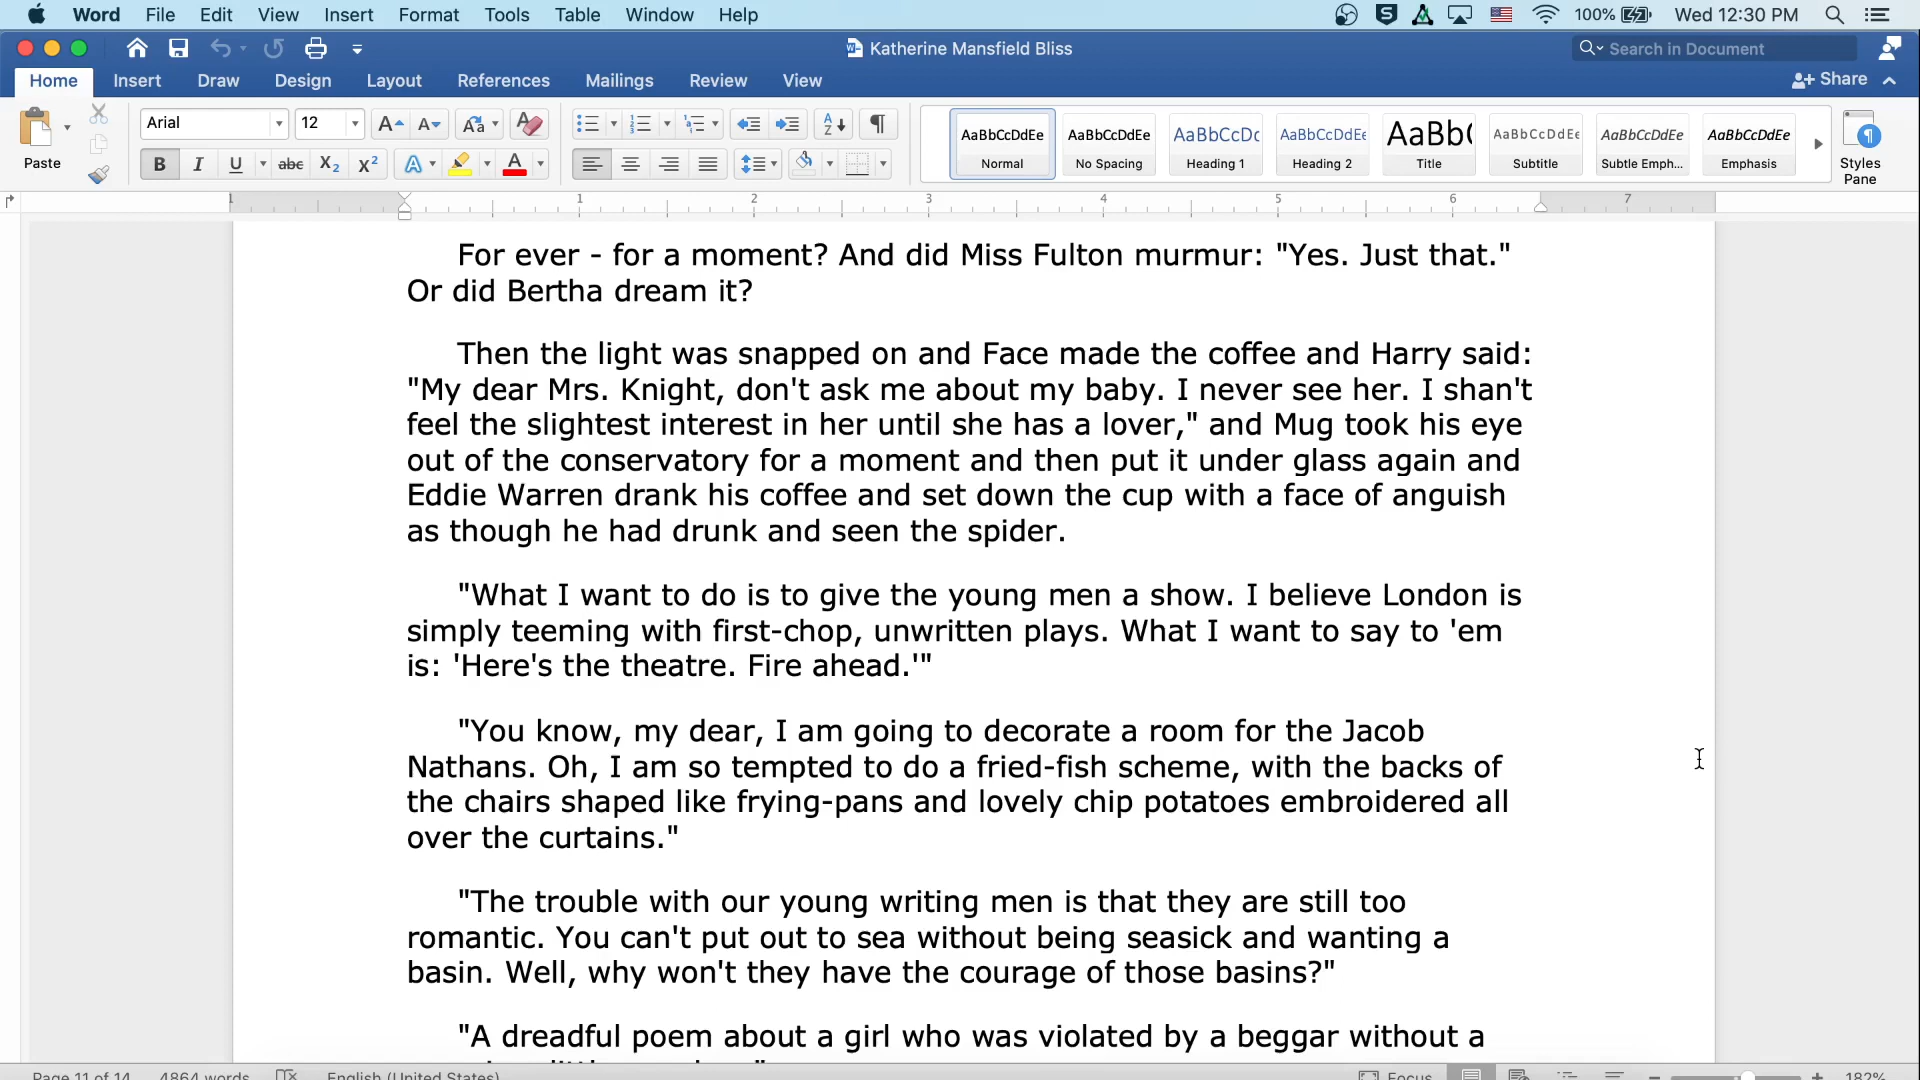 Word File Edit View Insert Format Tools Table Window Help 100% Wed 12:30 PM
Katherine Mansfield Bliss Search in Document
Home Insert Draw Design Layout References Mailings Review View Share
Arial 12 AaBbCcDdEe AaBbCcDdEe AaBbCcDc AaBbCcDdEe AaBb( AaBbCcDdEe AaBbCcDdEe AaBbCcDdEe
Paste B I U abc X₂ X² A A Normal No Spacing Heading 1 Heading 2 Title Subtitle Subtle Emph... Emphasis Styles
Pane
1 1 2 3 4 5 6 7
For ever - for a moment? And did Miss Fulton murmur: "Yes. Just that."
Or did Bertha dream it?
Then the light was snapped on and Face made the coffee and Harry said:
"My dear Mrs. Knight, don't ask me about my baby. I never see her. I shan't
feel the slightest interest in her until she has a lover," and Mug took his eye
out of the conservatory for a moment and then put it under glass again and
Eddie Warren drank his coffee and set down the cup with a face of anguish
as though he had drunk and seen the spider.
"What I want to do is to give the young men a show. I believe London is
simply teeming with first-chop, unwritten plays. What I want to say to 'em
is: 'Here's the theatre. Fire ahead.'"
"You know, my dear, I am going to decorate a room for the Jacob
Nathans. Oh, I am so tempted to do a fried-fish scheme, with the backs of
the chairs shaped like frying-pans and lovely chip potatoes embroidered all
over the curtains."
"The trouble with our young writing men is that they are still too
romantic. You can't put out to sea without being seasick and wanting a
basin. Well, why won't they have the courage of those basins?"
"A dreadful poem about a girl who was violated by a beggar without a
Page 11 of 14 4864 words English (United States) Focus 182%